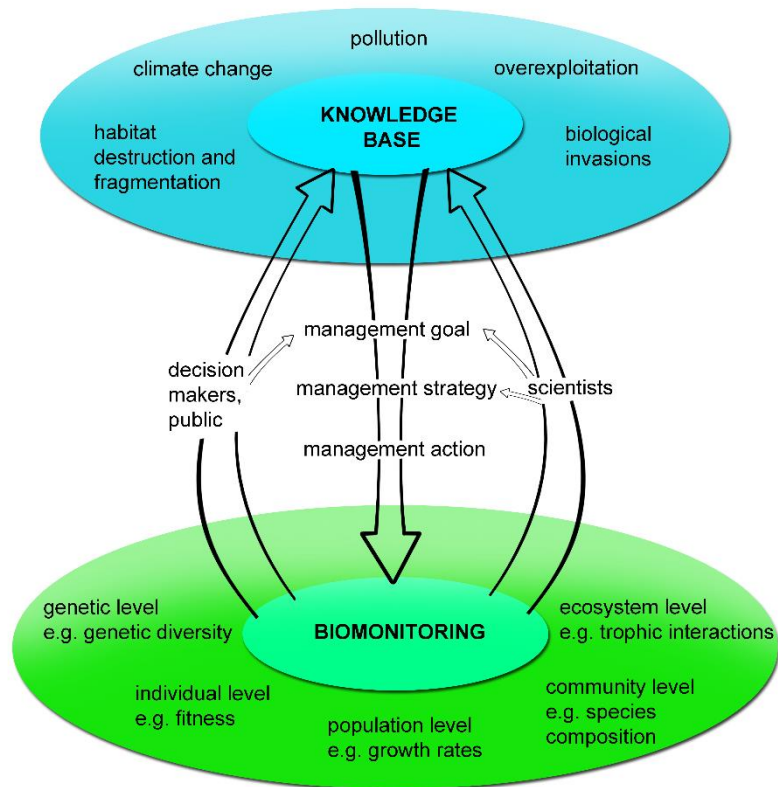 pollution
climate change
overexploitation
KNOWLEDGE
BASE
habitat
destruction and
fragmentation
biological
invasions
management goal
decision
makers,
public
management strategy
scientists
management action
genetic level
e.g. genetic diversity
BIOMONITORING
ecosystem level
e.g. trophic interactions
individual level
e.g. fitness
population level
e.g. growth rates
community level
e.g. species
composition